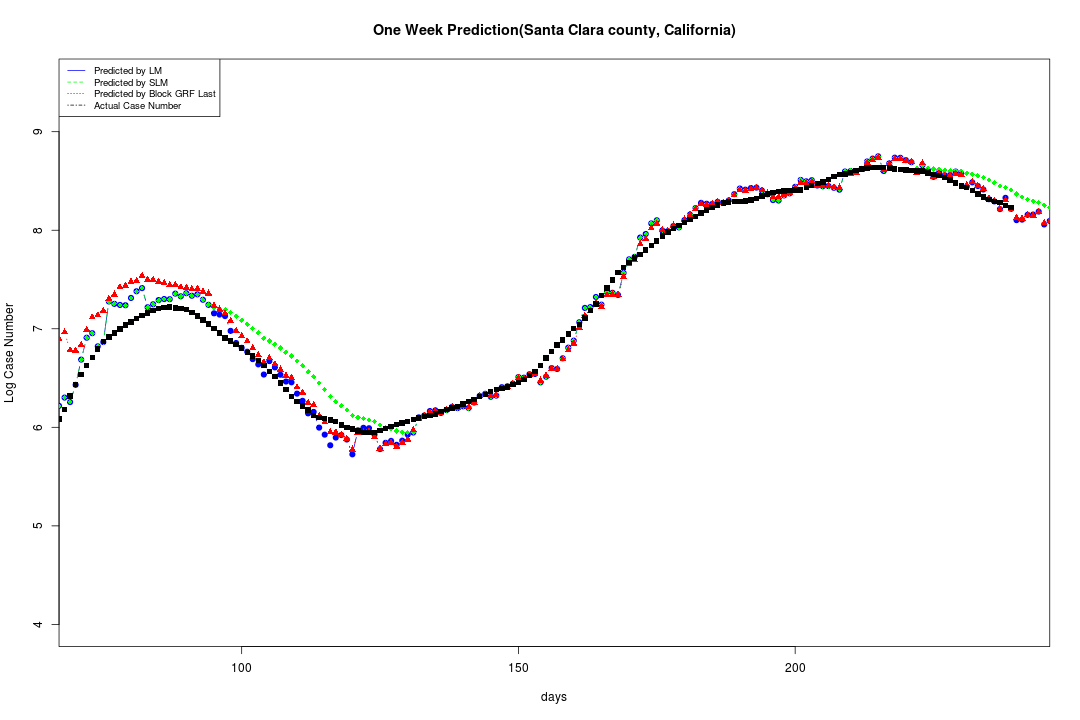 One Week Prediction(Santa Clara county, California)
Predicted by LM
Predicted by SLM
Predicted by Block GRF Last
Actual Case Number
9
8
7
6
5
4
Log Case Number
100 150 200
days